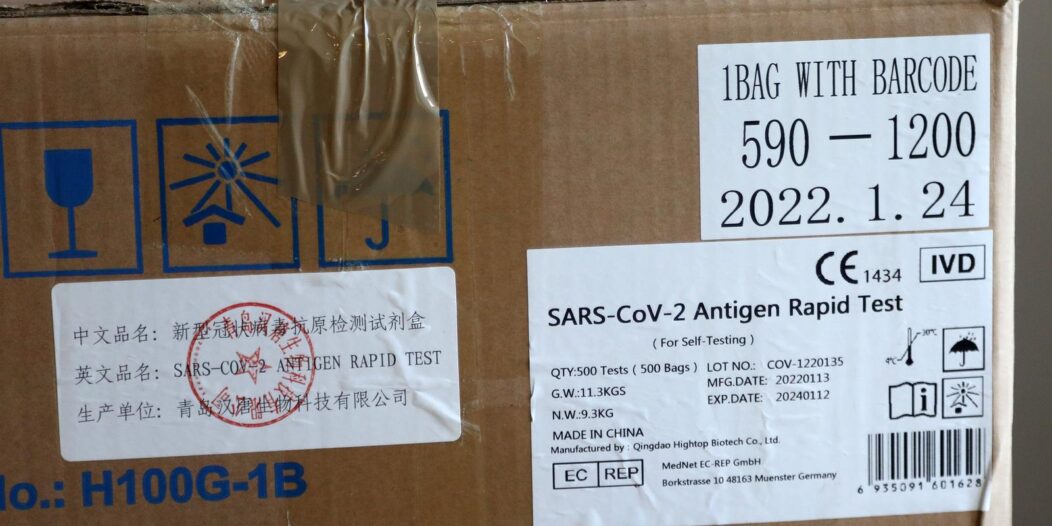 1BAG WITH BARCODE
590 — 1200
2022. 1. 24
CE 1434 IVD
SARS-CoV-2 Antigen Rapid Test
( For Self-Testing )
QTY:500 Tests ( 500 Bags )
G.W.:11.3KGS
N.W.:9.3KG
LOT NO.: COV-1220135
MFG.DATE: 20220113
EXP.DATE: 20240112
4℃ 30℃
MADE IN CHINA
Manufactured by : Qingdao Hightop Biotech Co., Ltd.
EC REP
MedNet EC-REP GmbH
Borkstrasse 10 48163 Muenster Germany
6 935091 601628
中文品名: 新型冠状病毒抗原检测试剂盒
英文品名: SARS-COV-2 ANTIGEN RAPID TEST
生产单位: 青岛汉唐生物科技有限公司
o.: H100G-1B